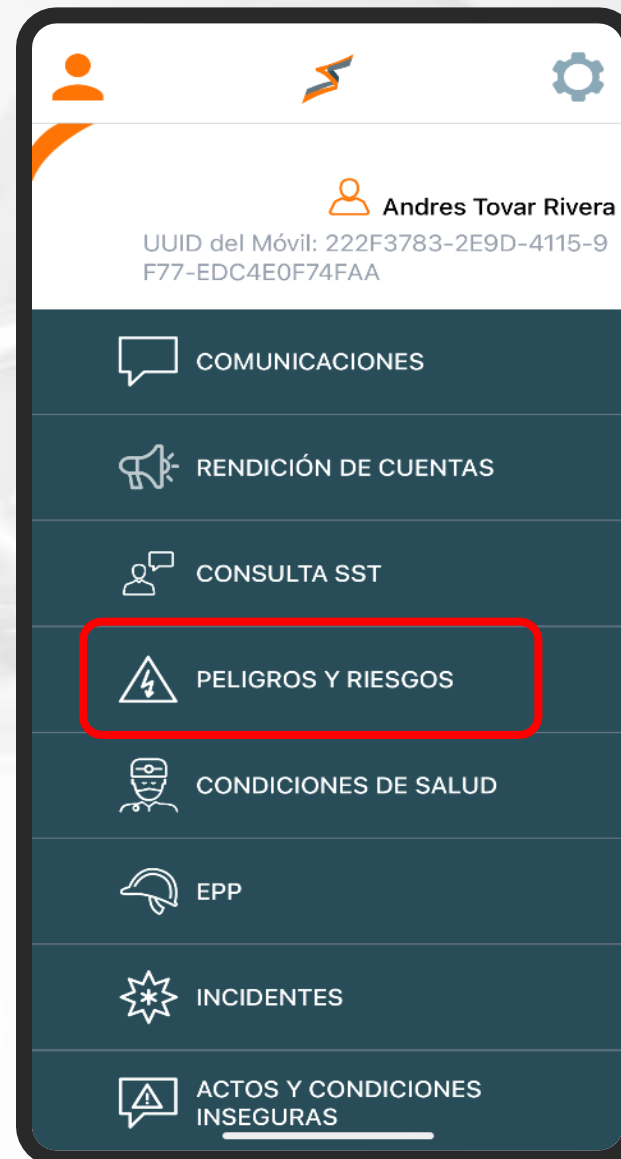 Andres Tovar Rivera
UUID del Móvil: 222F3783-2E9D-4115-9
F77-EDC4E0F74FAA
COMUNICACIONES
RENDICIÓN DE CUENTAS
CONSULTA SST
PELIGROS Y RIESGOS
CONDICIONES DE SALUD
EPP
INCIDENTES
ACTOS Y CONDICIONES
INSEGURAS